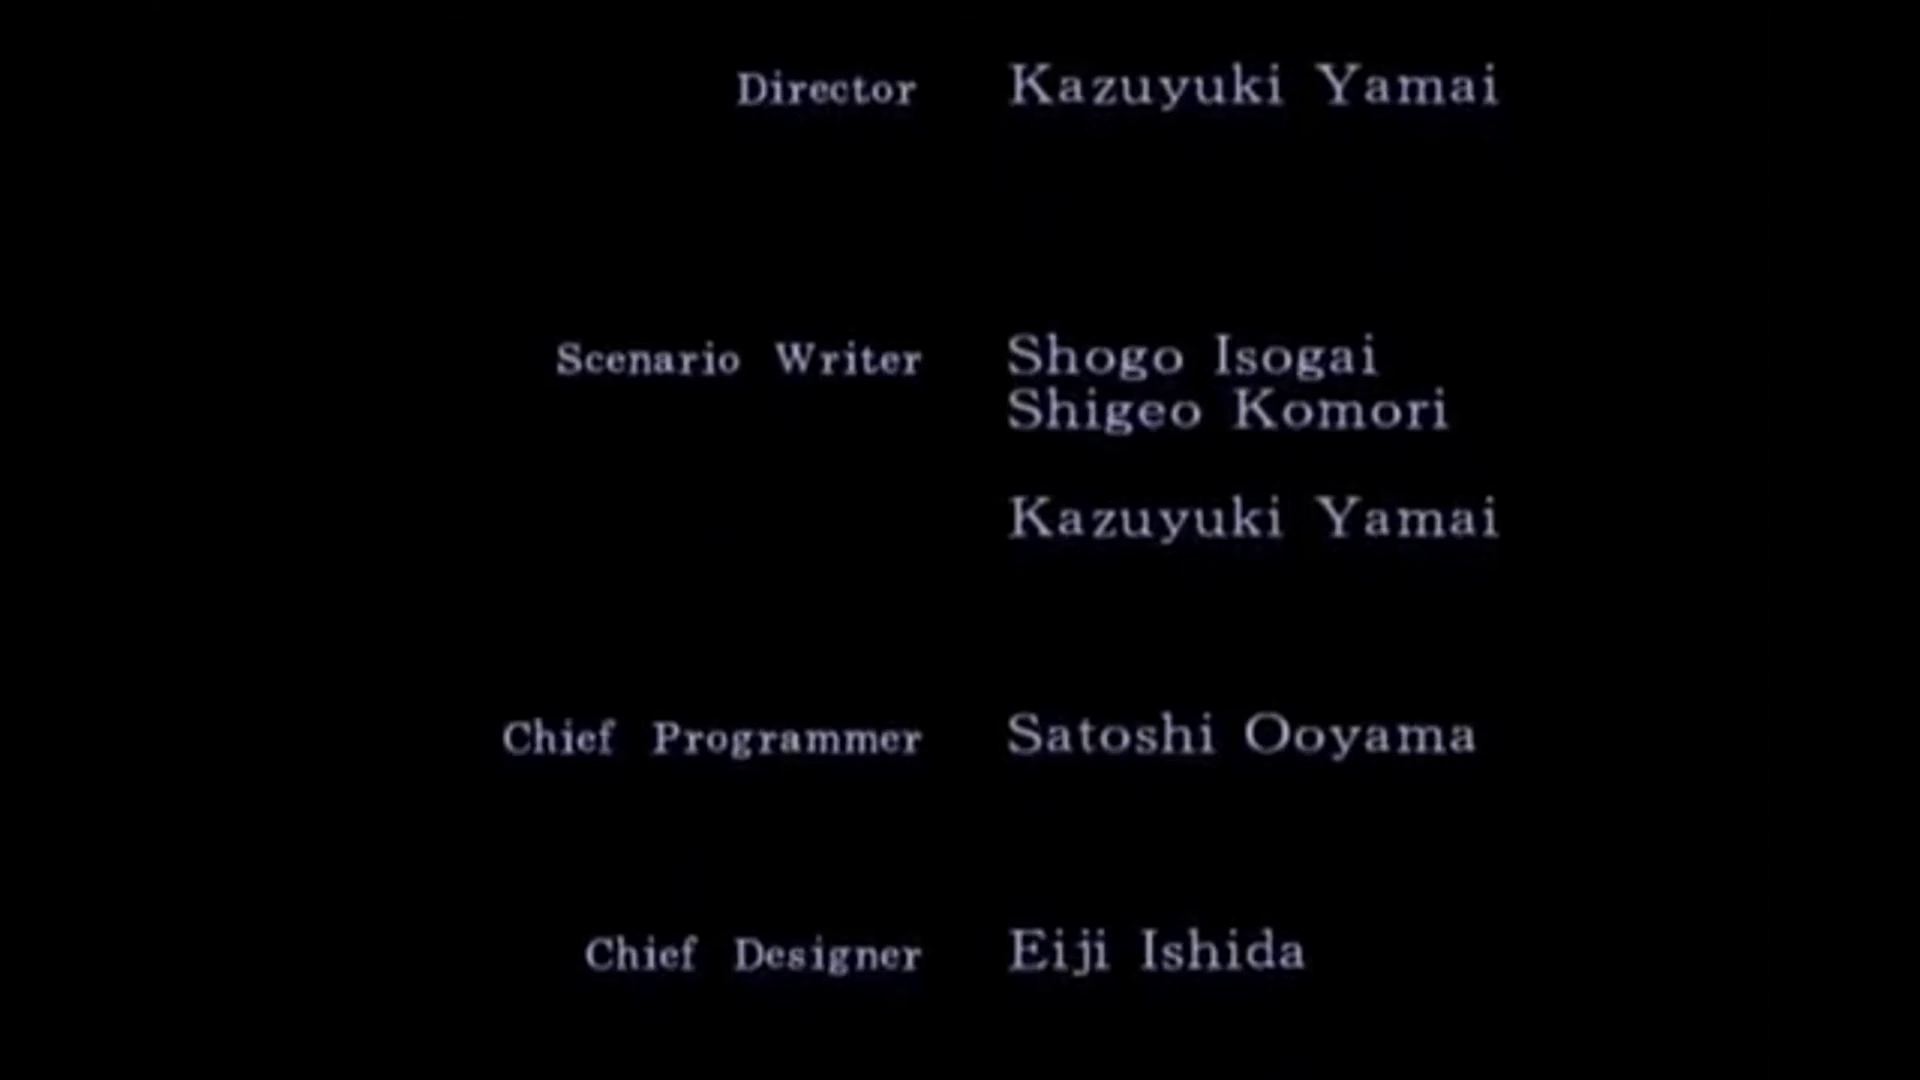 Director Kazuyuki Yamai
Scenario Writer Shogo Isogai
Shigeo Komori
Kazuyuki Yamai
Chief Programmer Satoshi Ooyama
Chief Designer Eiji Ishida